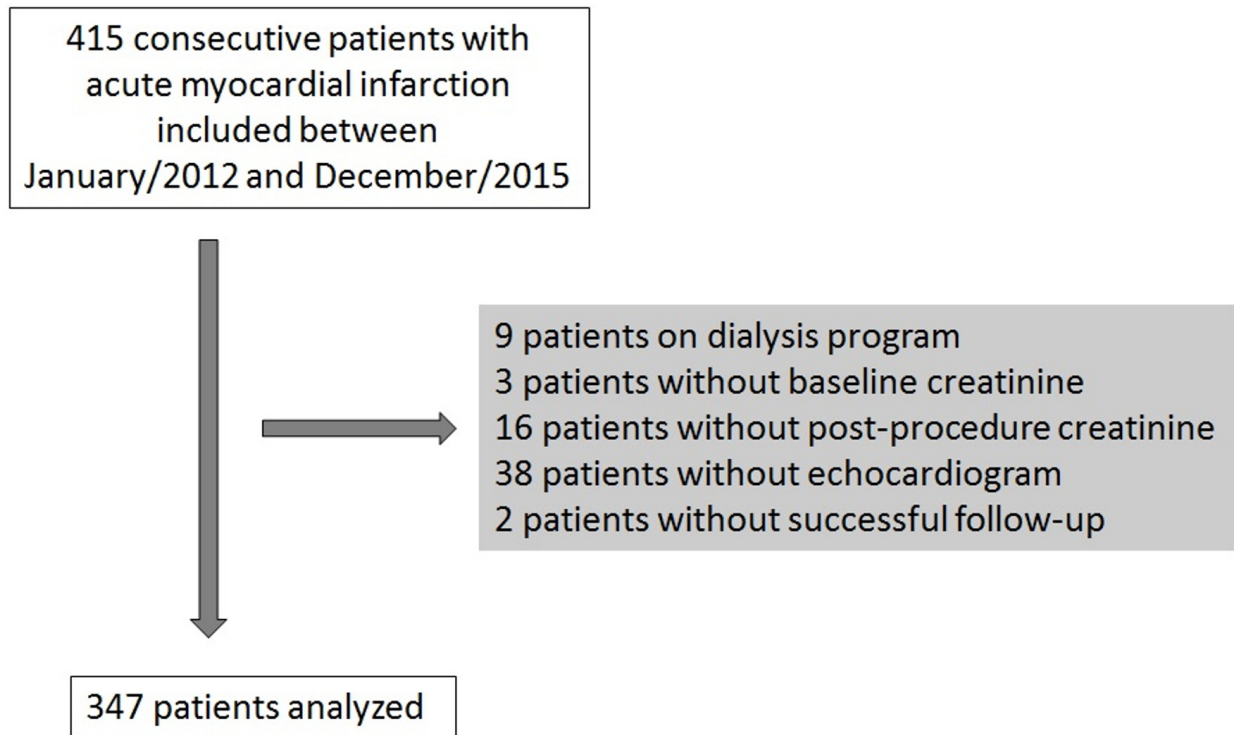 415 consecutive patients with
acute myocardial infarction
included between
January/2012 and December/2015
9 patients on dialysis program
3 patients without baseline creatinine
16 patients without post-procedure creatinine
38 patients without echocardiogram
2 patients without successful follow-up
347 patients analyzed